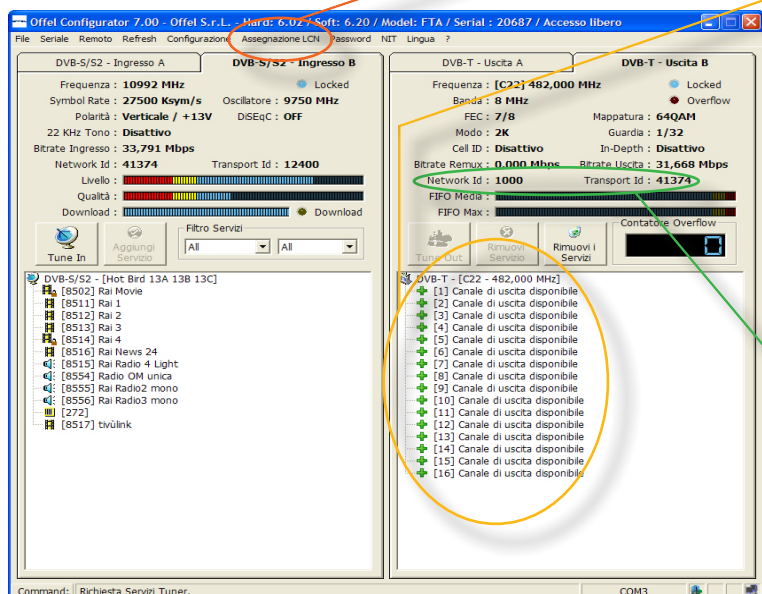 Offel Configurator 7.00 - Offel S.r.L. - Hard: 6.02 / Soft: 6.20 / Model: FTA / Serial : 20687 / Accesso libero
File Seriale Remoto Refresh Configurazione Assegnazione LCN Password NIT Lingua ?
DVB-S/S2 - Ingresso A DVB-S/S2 - Ingresso B
Frequenza : 10992 MHz Locked
Symbol Rate : 27500 Ksym/s Oscillatore : 9750 MHz
Polarità : Verticale / +13V DiSEqC : OFF
22 KHz Tono : Disattivo
Bitrate Ingresso : 33,791 Mbps
Network Id : 41374 Transport Id : 12400
Livello :
Qualità :
Download : Download
Tune In
Aggiungi Servizio
Filtro Servizi
All All
DVB-S/S2 - [Hot Bird 13A 13B 13C]
[8502] Rai Movie
[8511] Rai 1
[8512] Rai 2
[8513] Rai 3
[8514] Rai 4
[8516] Rai News 24
[8515] Rai Radio 4 Light
[8554] Radio OM unica
[8555] Rai Radio2 mono
[8556] Rai Radio3 mono
[272]
[8517] tivùlink
DVB-T - Uscita A DVB-T - Uscita B
Frequenza : [C22] 482,000 MHz Locked
Banda : 8 MHz Overflow
FEC : 7/8 Mappatura : 64QAM
Modo : 2K Guardia : 1/32
Cell ID : Disattivo In-Depth : Disattivo
Bitrate Remux : 0,000 Mbps Bitrate Uscita : 31,668 Mbps
Network Id : 1000 Transport Id : 41374
FIFO Media :
FIFO Max :
Tune Out
Rimuovi Servizio
Rimuovi i Servizi
Contatore Overflow
0
DVB-T - [C22 - 482,000 MHz]
[1] Canale di uscita disponibile
[2] Canale di uscita disponibile
[3] Canale di uscita disponibile
[4] Canale di uscita disponibile
[5] Canale di uscita disponibile
[6] Canale di uscita disponibile
[7] Canale di uscita disponibile
[8] Canale di uscita disponibile
[9] Canale di uscita disponibile
[10] Canale di uscita disponibile
[11] Canale di uscita disponibile
[12] Canale di uscita disponibile
[13] Canale di uscita disponibile
[14] Canale di uscita disponibile
[15] Canale di uscita disponibile
[16] Canale di uscita disponibile
Command: Richiesta Servizi Tuner. COM3